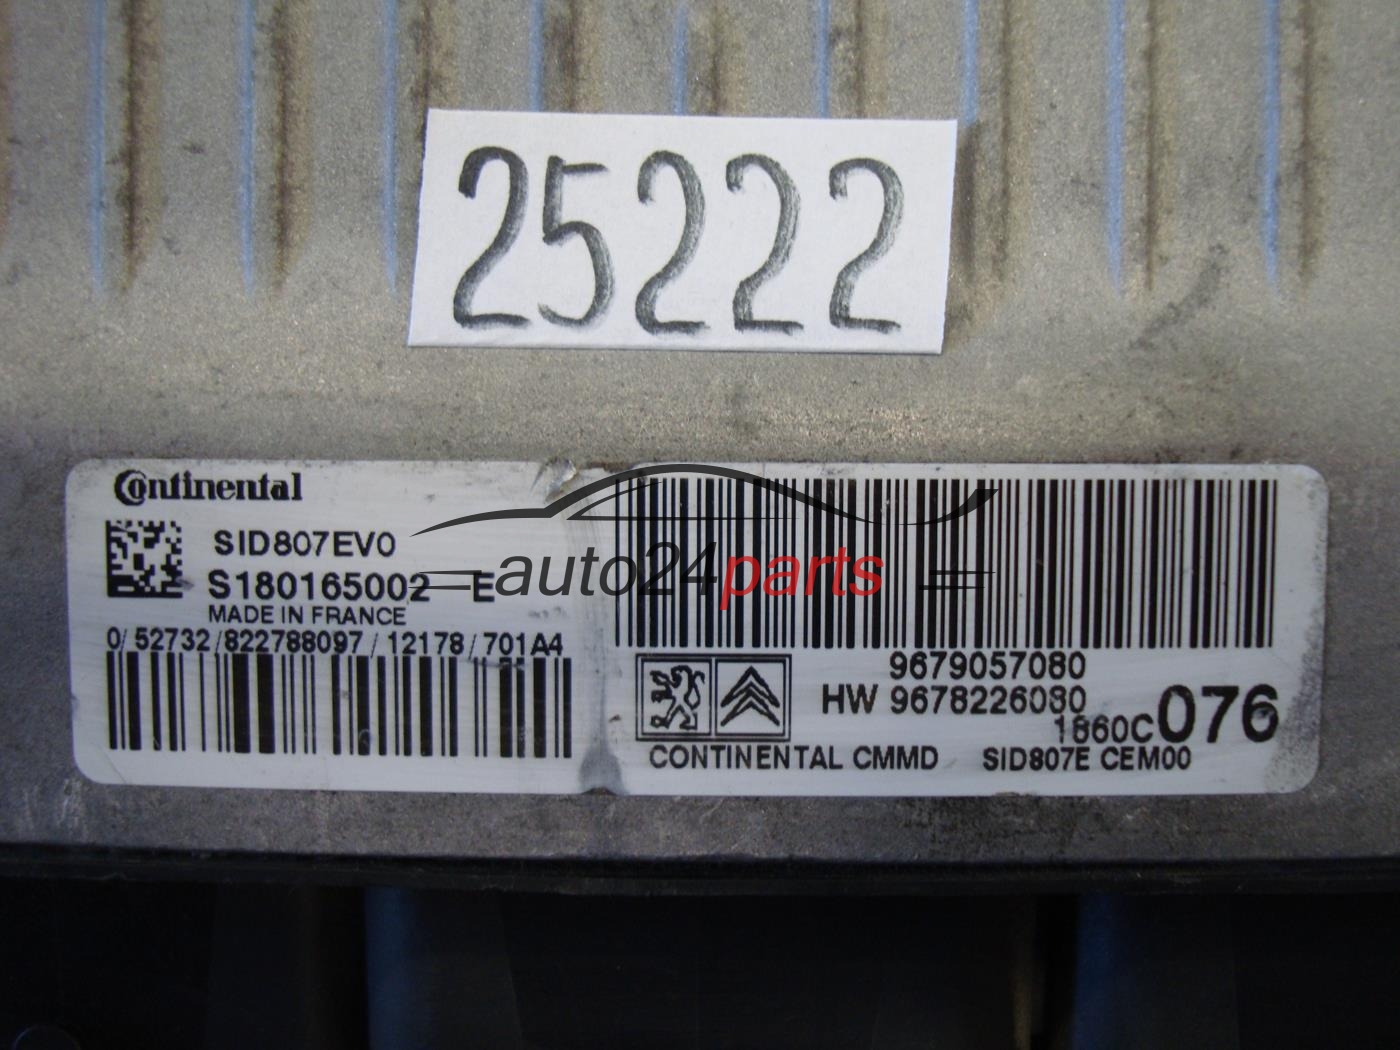 25222
Continental
SID807EV0
S180165002 E
MADE IN FRANCE
0/ 52732 /822788097 / 12178 / 701A4
auto24parts
9679057080
HW 9678226080
1860C 076
CONTINENTAL CMMD SID807E CEM00